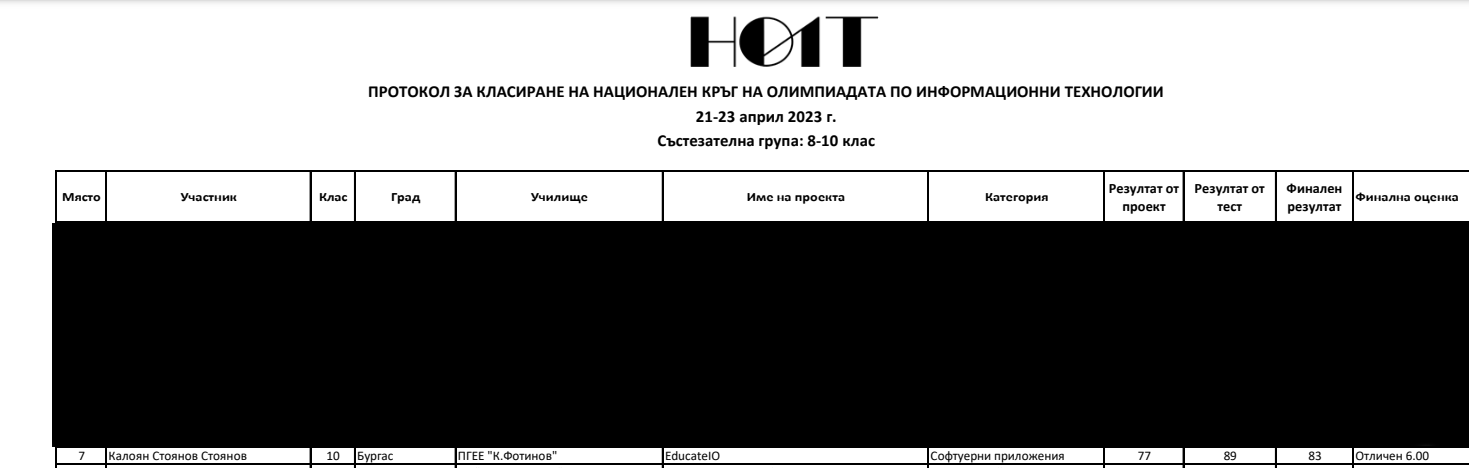 НОИТ
ПРОТОКОЛ ЗА КЛАСИРАНЕ НА НАЦИОНАЛЕН КРЪГ НА ОЛИМПИАДАТА ПО ИНФОРМАЦИОННИ ТЕХНОЛОГИИ
21-23 април 2023 г.
Състезателна група: 8-10 клас
Място Участник Клас Град Училище Име на проекта Категория Резултат от проект Резултат от тест Финален резултат Финална оценка
7 Калоян Стоянов Стоянов 10 Бургас ПГЕЕ "К.Фотинов" EducateIO Софтуерни приложения 77 89 83 Отличен 6.00